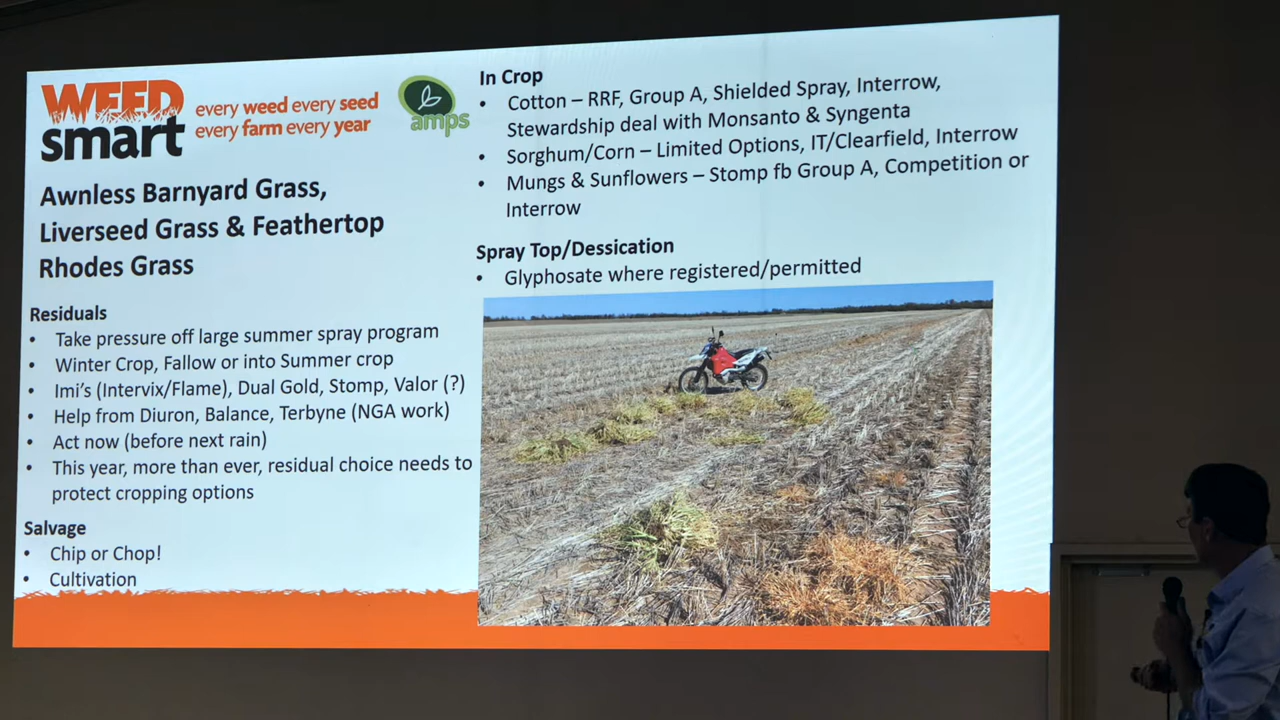 WEED
smart
every weed every seed
every farm every year
amps
Awnless Barnyard Grass,
Liverseed Grass & Feathertop
Rhodes Grass
Residuals
• Take pressure off large summer spray program
• Winter Crop, Fallow or into Summer crop
• Imi's (Intervix/Flame), Dual Gold, Stomp, Valor (?)
• Help from Diuron, Balance, Terbyne (NGA work)
• Act now (before next rain)
• This year, more than ever, residual choice needs to
protect cropping options
Salvage
• Chip or Chop!
• Cultivation
In Crop
• Cotton – RRF, Group A, Shielded Spray, Interrow,
Stewardship deal with Monsanto & Syngenta
• Sorghum/Corn – Limited Options, IT/Clearfield, Interrow
• Mungs & Sunflowers – Stomp fb Group A, Competition or
Interrow
Spray Top/Dessication
• Glyphosate where registered/permitted